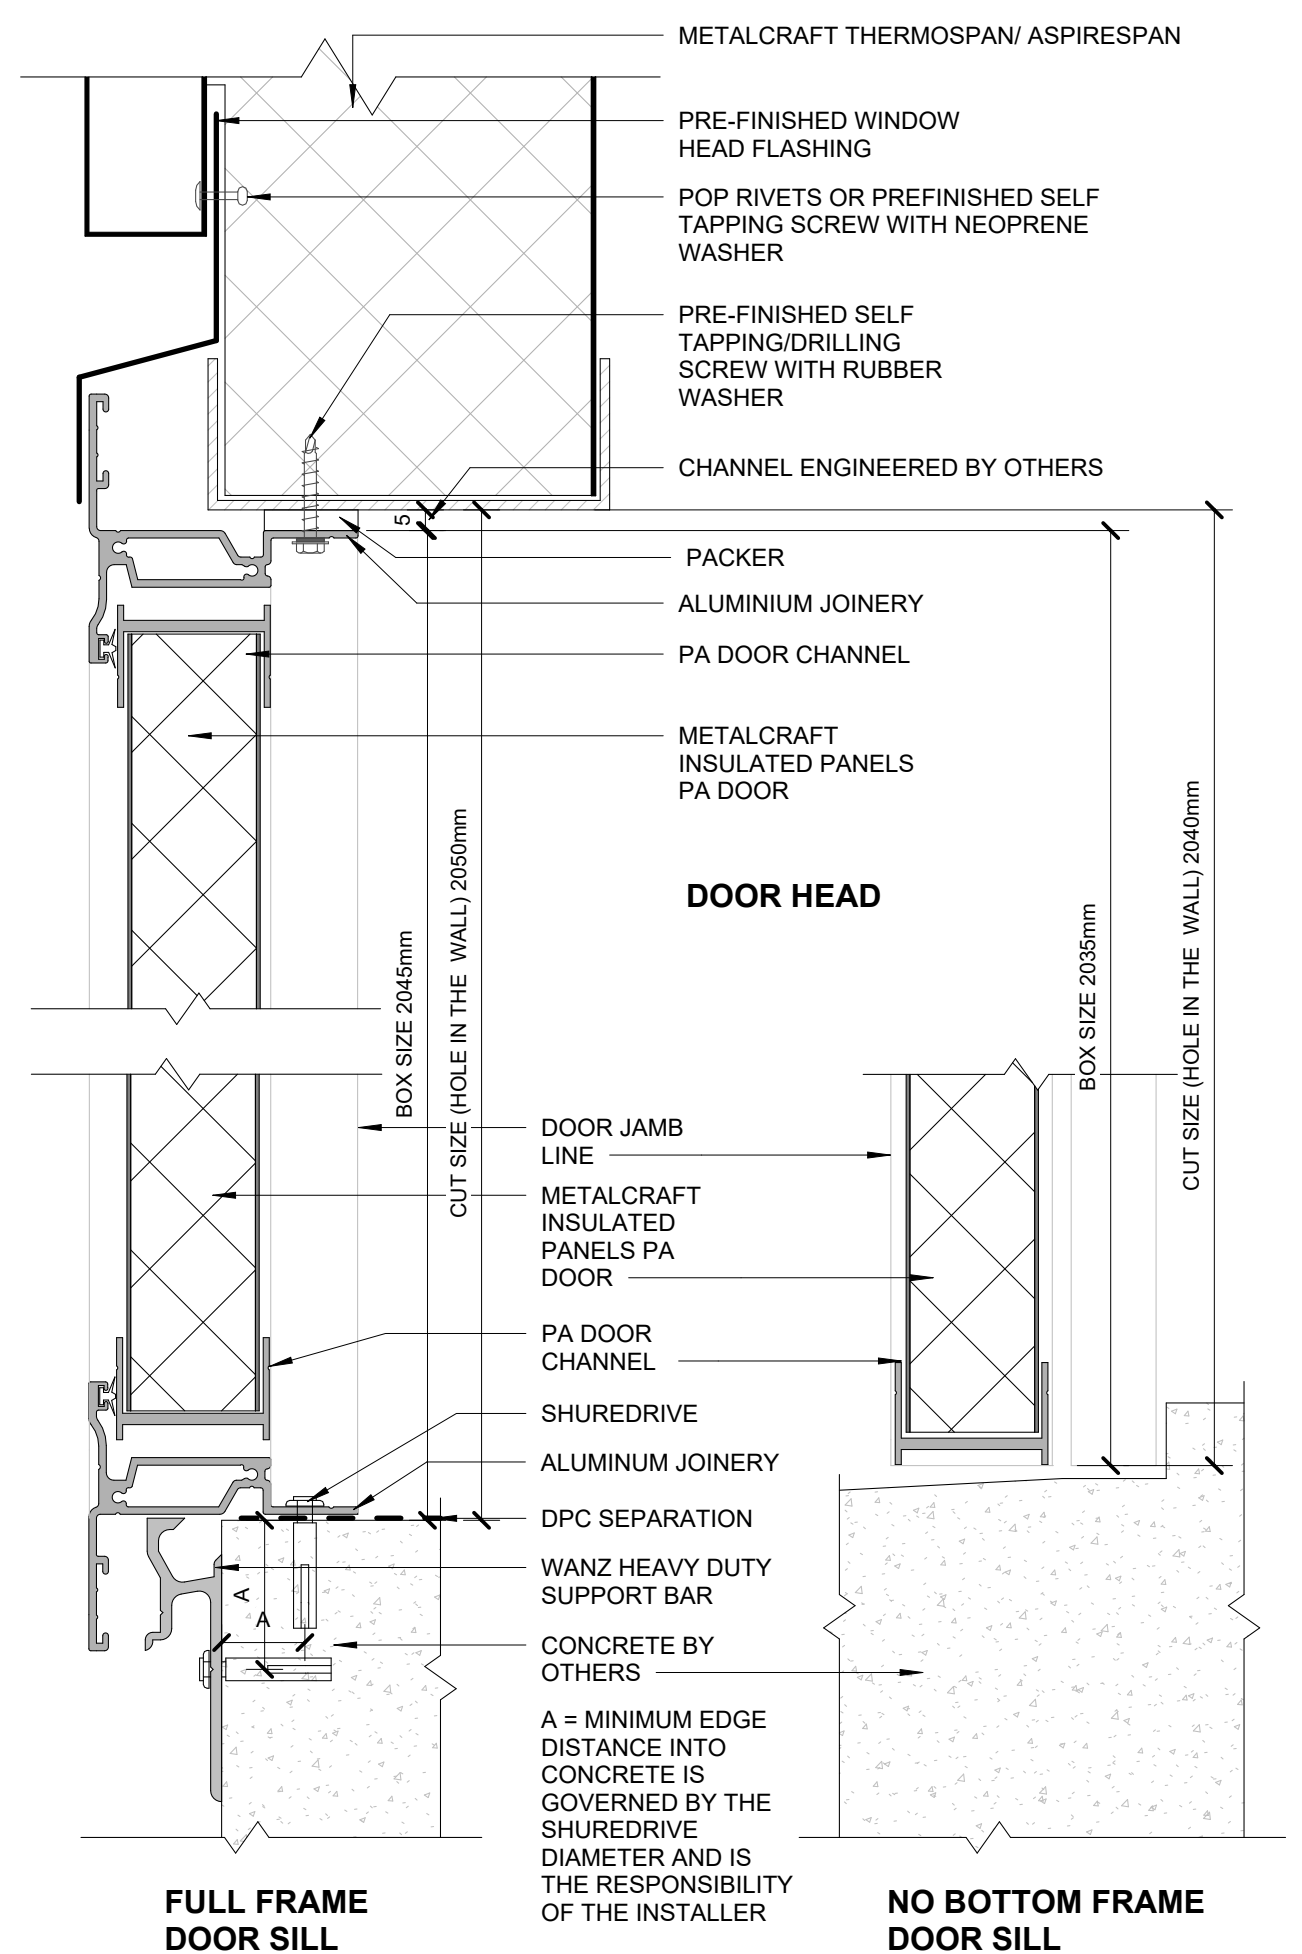 METALCRAFT THERMOSPAN/ ASPIRESPAN
PRE-FINISHED WINDOW
HEAD FLASHING
POP RIVETS OR PREFINISHED SELF
TAPPING SCREW WITH NEOPRENE
WASHER
PRE-FINISHED SELF
TAPPING/DRILLING
SCREW WITH RUBBER
WASHER
CHANNEL ENGINEERED BY OTHERS
5
PACKER
ALUMINIUM JOINERY
PA DOOR CHANNEL
METALCRAFT
INSULATED PANELS
PA DOOR
DOOR HEAD
BOX SIZE 2045mm
CUT SIZE (HOLE IN THE WALL) 2050mm
BOX SIZE 2035mm
CUT SIZE (HOLE IN THE WALL) 2040mm
DOOR JAMB
LINE
METALCRAFT
INSULATED
PANELS PA
DOOR
PA DOOR
CHANNEL
SHUREDRIVE
ALUMINUM JOINERY
DPC SEPARATION
WANZ HEAVY DUTY
SUPPORT BAR
A
A
CONCRETE BY
OTHERS
A = MINIMUM EDGE
DISTANCE INTO
CONCRETE IS
GOVERNED BY THE
SHUREDRIVE
DIAMETER AND IS
THE RESPONSIBILITY
OF THE INSTALLER
FULL FRAME
DOOR SILL
NO BOTTOM FRAME
DOOR SILL